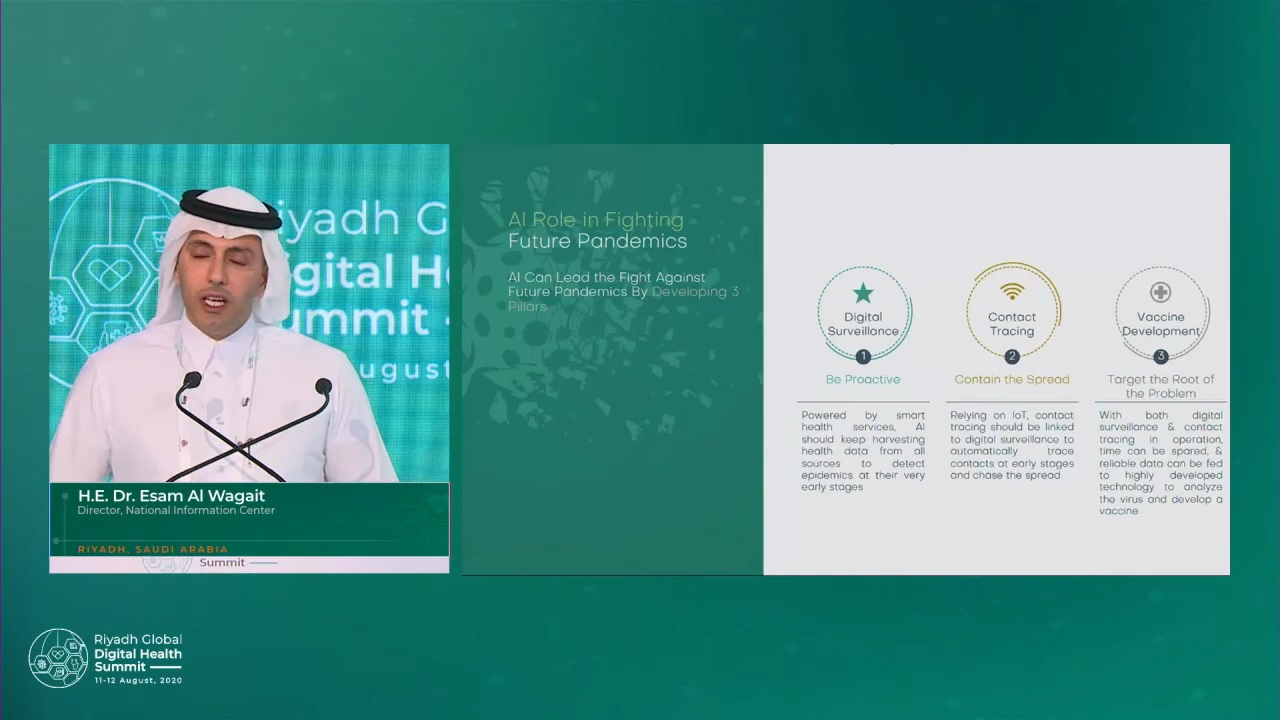 iyadh G
igital He
ummit
ugust
H.E. Dr. Esam Al Wagait
Director, National Information Center
RIYADH, SAUDI ARABIA
Summit
AI Role in Fighting
Future Pandemics
AI Can Lead the Fight Against
Future Pandemics By Developing 3
Pillars
Digital
Surveillance
1
Be Proactive
Powered by smart
health services, AI
should keep harvesting
health data from all
sources to detect
epidemics at their very
early stages
Contact
Tracing
2
Contain the Spread
Relying on IoT, contact
tracing should be linked
to digital surveillance to
automatically trace
contacts at early stages
and chase the spread
Vaccine
Development
3
Target the Root of
the Problem
With both digital
surveillance & contact
tracing in operation,
time can be spared, &
reliable data can be fed
to highly developed
technology to analyze
the virus and develop a
vaccine
Riyadh Global
Digital Health
Summit
11-12 August, 2020